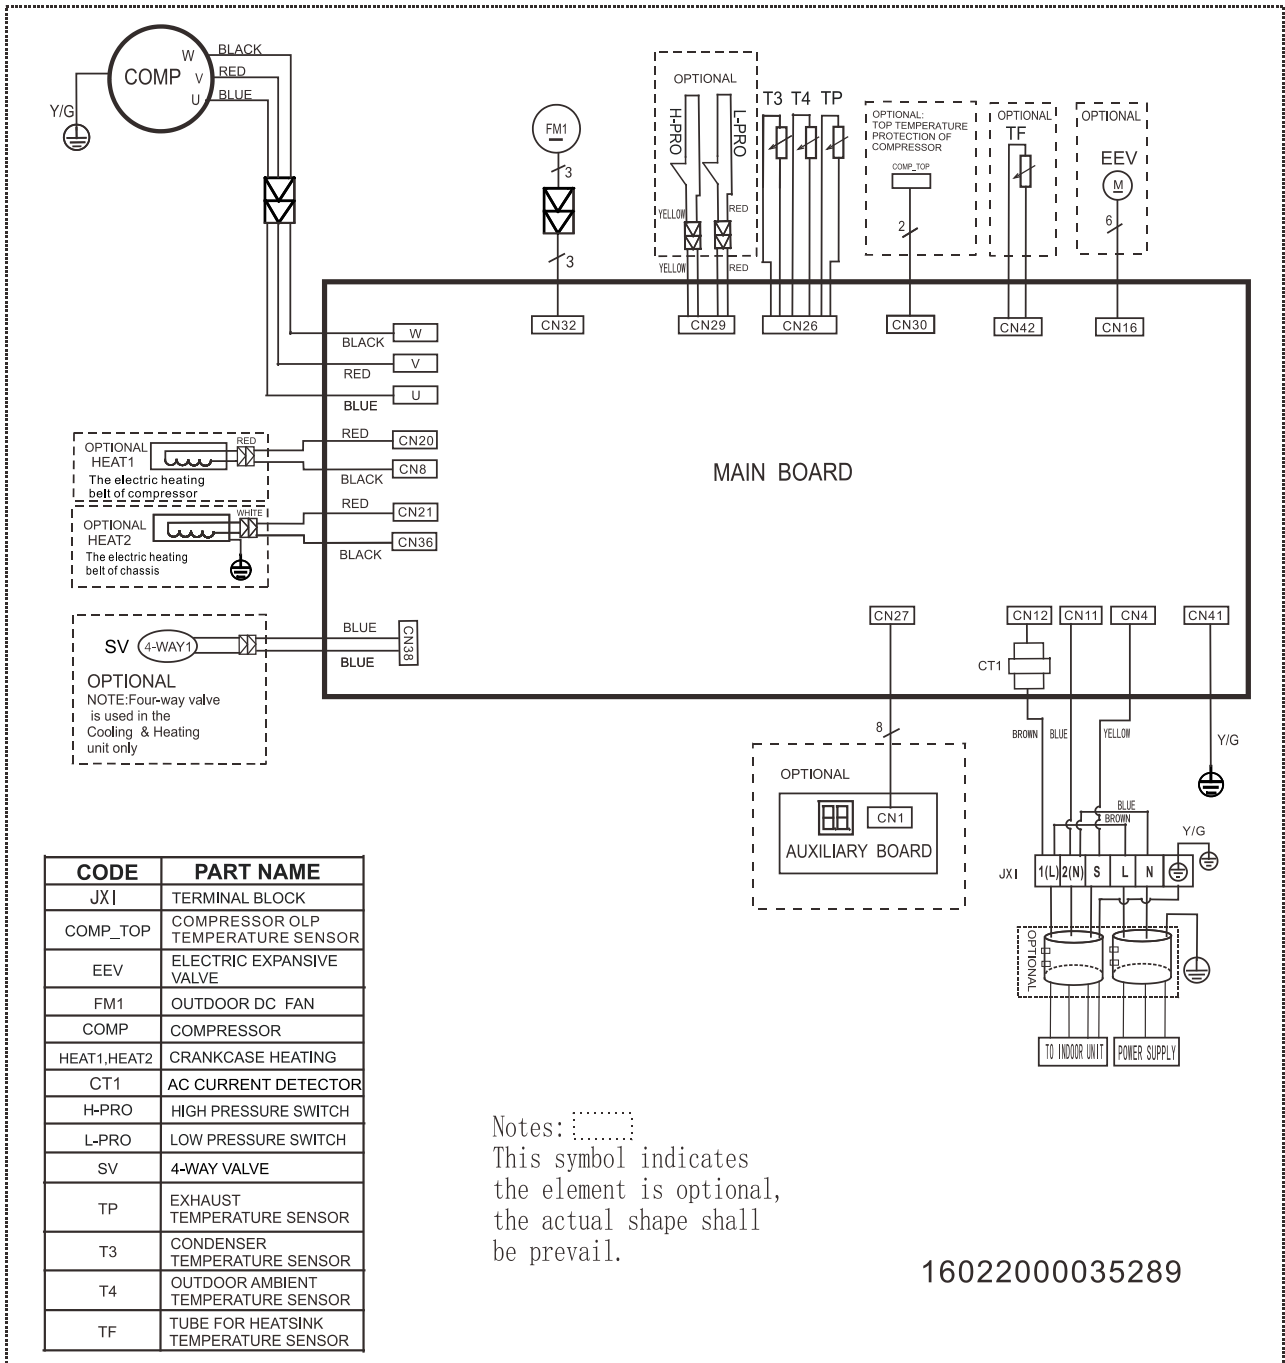 COMP
W
V
U
BLACK
RED
BLUE
Y/G
FM1
3
3
OPTIONAL
H-PRO
L-PRO
YELLOW
RED
YELLOW
RED
T3 T4 TP
OPTIONAL:
TOP TEMPERATURE
PROTECTION OF
COMPRESSOR
COMP_TOP
2
OPTIONAL
TF
OPTIONAL
EEV
M
6
CN32
CN29
CN26
CN30
CN42
CN16
W
BLACK
V
RED
U
BLUE
OPTIONAL
HEAT1
The electric heating
belt of compressor
RED
RED
CN20
BLACK
CN8
OPTIONAL
HEAT2
The electric heating
belt of chassis
WHITE
RED
CN21
BLACK
CN36
MAIN BOARD
SV
4-WAY1
OPTIONAL
NOTE:Four-way valve
is used in the
Cooling & Heating
unit only
BLUE
BLUE
CN38
CN27
CN12
CN11
CN4
CN41
CT1
BROWN
BLUE
YELLOW
Y/G
8
OPTIONAL
CN1
AUXILIARY BOARD
BLUE
BROWN
Y/G
JX1
1(L)
2(N)
S
L
N
OPTIONAL
TO INDOOR UNIT
POWER SUPPLY
CODE PART NAME
JX1 TERMINAL BLOCK
COMP_TOP COMPRESSOR OLP
TEMPERATURE SENSOR
EEV ELECTRIC EXPANSIVE
VALVE
FM1 OUTDOOR DC FAN
COMP COMPRESSOR
HEAT1,HEAT2 CRANKCASE HEATING
CT1 AC CURRENT DETECTOR
H-PRO HIGH PRESSURE SWITCH
L-PRO LOW PRESSURE SWITCH
SV 4-WAY VALVE
TP EXHAUST
TEMPERATURE SENSOR
T3 CONDENSER
TEMPERATURE SENSOR
T4 OUTDOOR AMBIENT
TEMPERATURE SENSOR
TF TUBE FOR HEATSINK
TEMPERATURE SENSOR
Notes:
This symbol indicates
the element is optional,
the actual shape shall
be prevail.
16022000035289